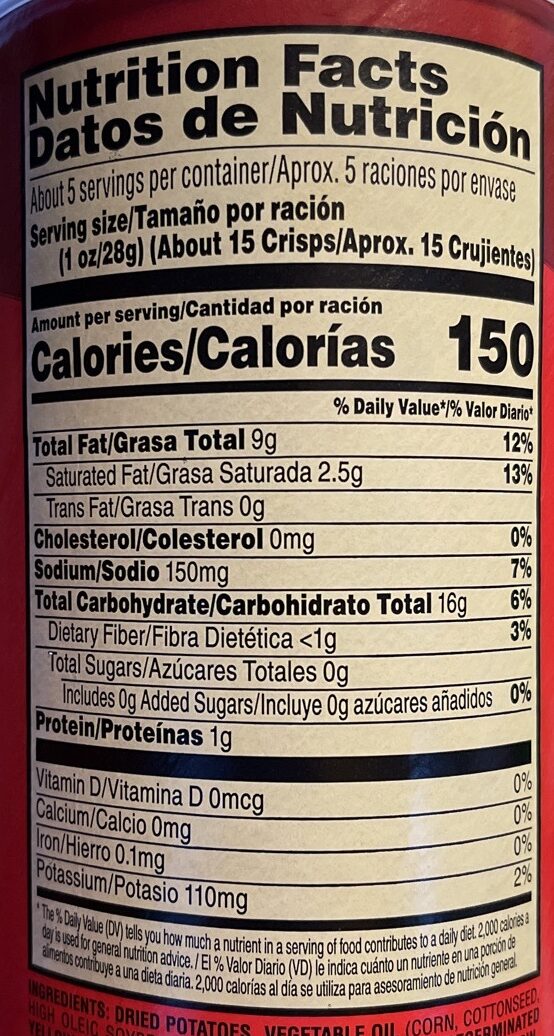 Nutrition Facts
Datos de Nutrición
About 5 servings per container/Aprox. 5 raciones por envase
Serving size/Tamaño por ración
(1 oz/28g) (About 15 Crisps/Aprox. 15 Crujientes)
Amount per serving/Cantidad por ración
Calories/Calorías 150
% Daily Value*/% Valor Diario*
Total Fat/Grasa Total 9g 12%
Saturated Fat/Grasa Saturada 2.5g 13%
Trans Fat/Grasa Trans 0g
Cholesterol/Colesterol 0mg 0%
Sodium/Sodio 150mg 7%
Total Carbohydrate/Carbohidrato Total 16g 6%
Dietary Fiber/Fibra Dietética <1g 3%
Total Sugars/Azúcares Totales 0g
Includes 0g Added Sugars/Incluye 0g azúcares añadidos 0%
Protein/Proteínas 1g
Vitamin D/Vitamina D 0mcg 0%
Calcium/Calcio 0mg 0%
Iron/Hierro 0.1mg 0%
Potassium/Potasio 110mg 2%
* The % Daily Value (DV) tells you how much a nutrient in a serving of food contributes to a daily diet. 2,000 calories a
day is used for general nutrition advice. / El % Valor Diario (VD) le indica cuánto un nutriente en una porción de
alimentos contribuye a una dieta diaria. 2,000 calorías al día se utiliza para asesoramiento de nutrición general.
INGREDIENTS: DRIED POTATOES, VEGETABLE OIL (CORN, COTTONSEED,
HIGH OLEIC